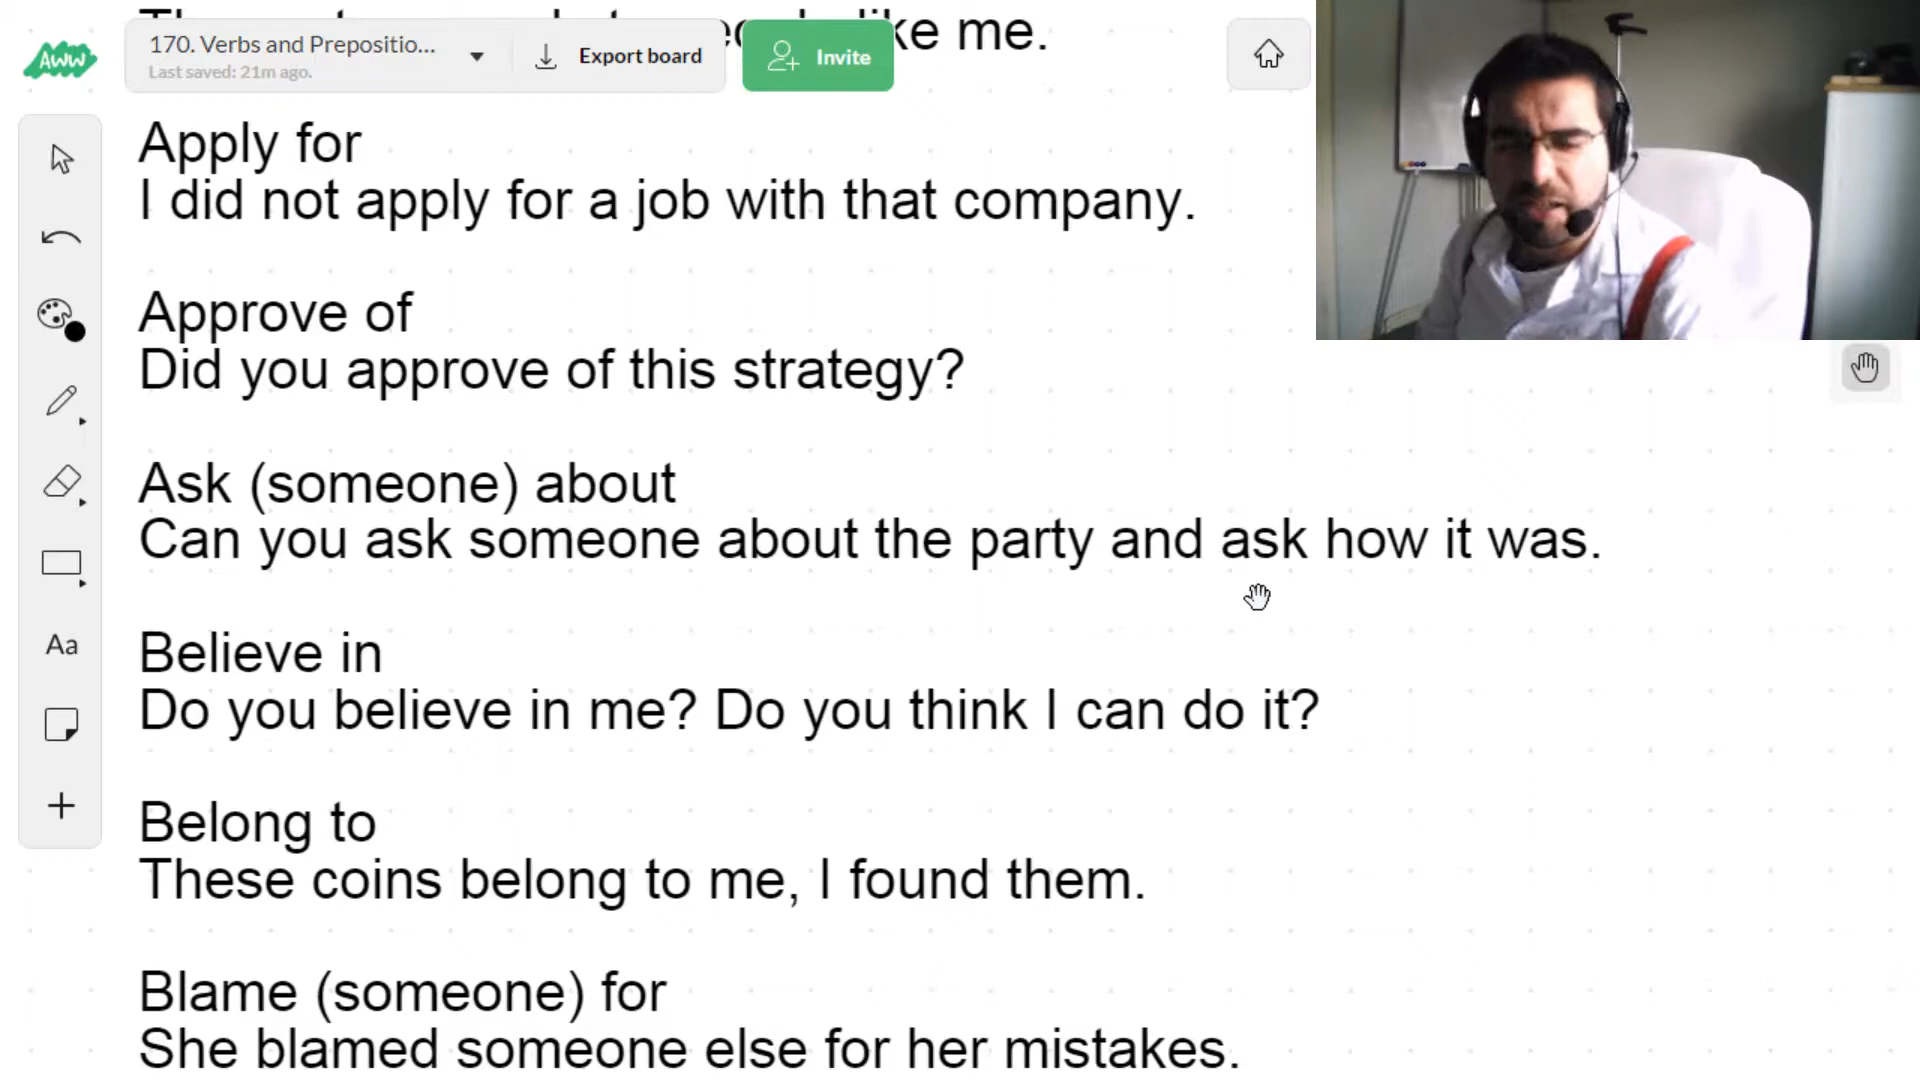 like me.
AWW
170. Verbs and Prepositio...
Last saved: 21m ago.
Export board
Invite
Apply for
I did not apply for a job with that company.
Approve of
Did you approve of this strategy?
Ask (someone) about
Can you ask someone about the party and ask how it was.
Believe in
Do you believe in me? Do you think I can do it?
Aa
Belong to
These coins belong to me, I found them.
Blame (someone) for
She blamed someone else for her mistakes.